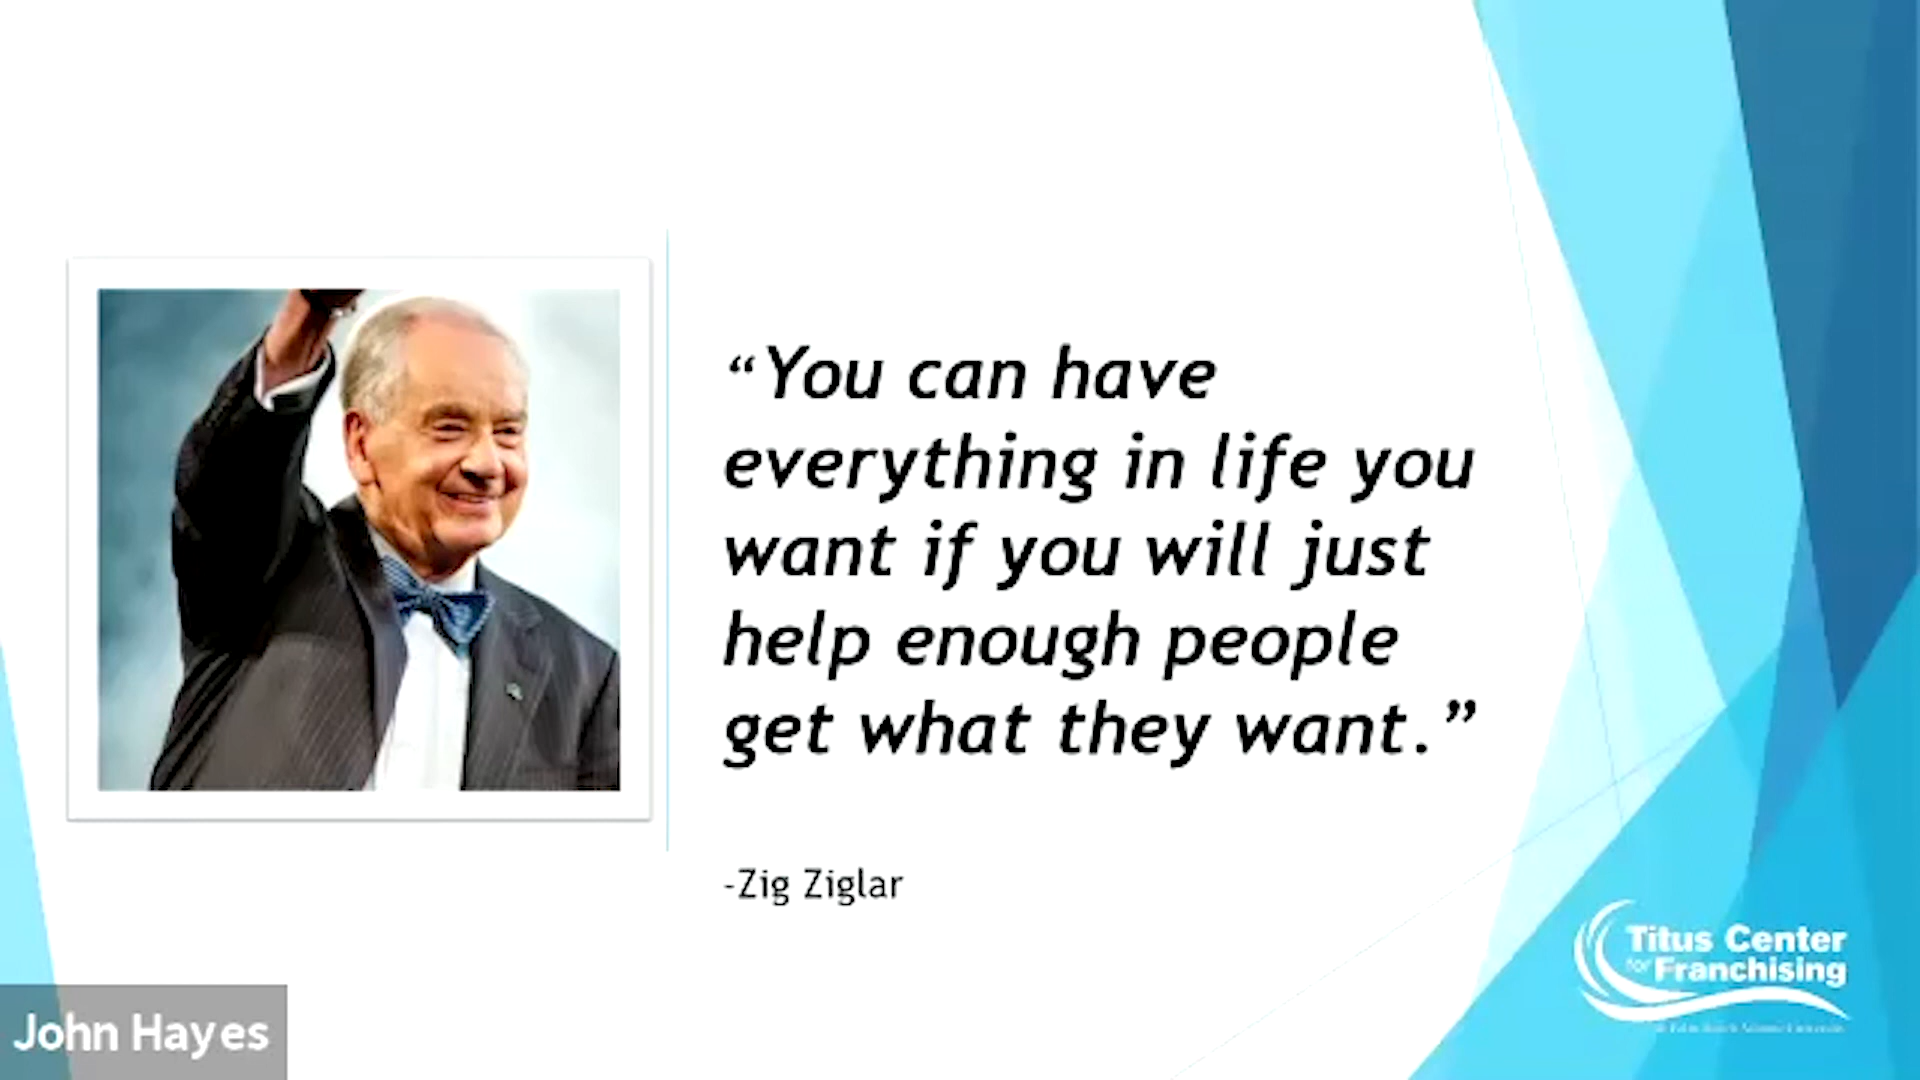 “You can have
everything in life you
want if you will just
help enough people
get what they want.”
-Zig Ziglar
Titus Center
for Franchising
John Hayes